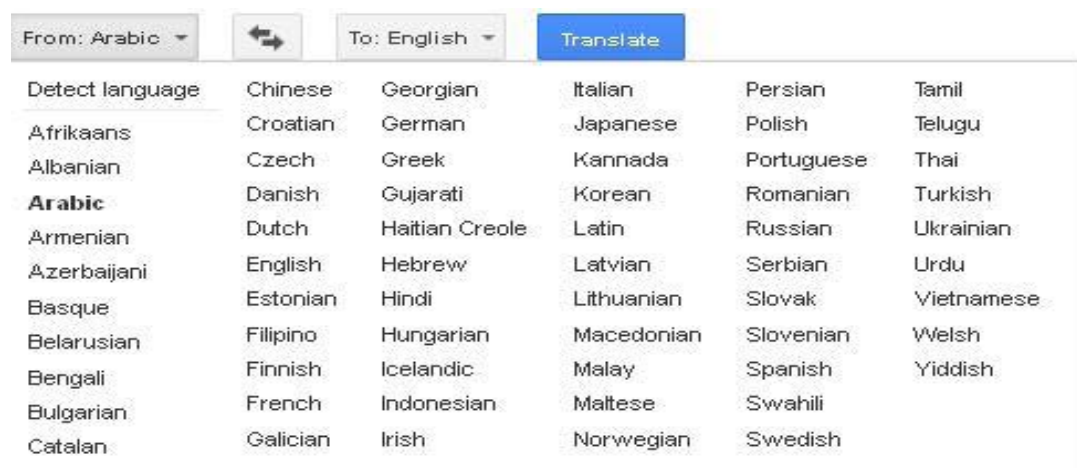 From: Arabic To: English Translate
Detect language Chinese Georgian Italian Persian Tamil
Afrikaans Croatian German Japanese Polish Telugu
Albanian Czech Greek Kannada Portuguese Thai
Arabic Danish Gujarati Korean Romanian Turkish
Armenian Dutch Haitian Creole Latin Russian Ukrainian
Azerbaijani English Hebrew Latvian Serbian Urdu
Basque Estonian Hindi Lithuanian Slovak Vietnamese
Belarusian Filipino Hungarian Macedonian Slovenian Welsh
Bengali Finnish Icelandic Malay Spanish Yiddish
Bulgarian French Indonesian Maltese Swahili
Catalan Galician Irish Norwegian Swedish